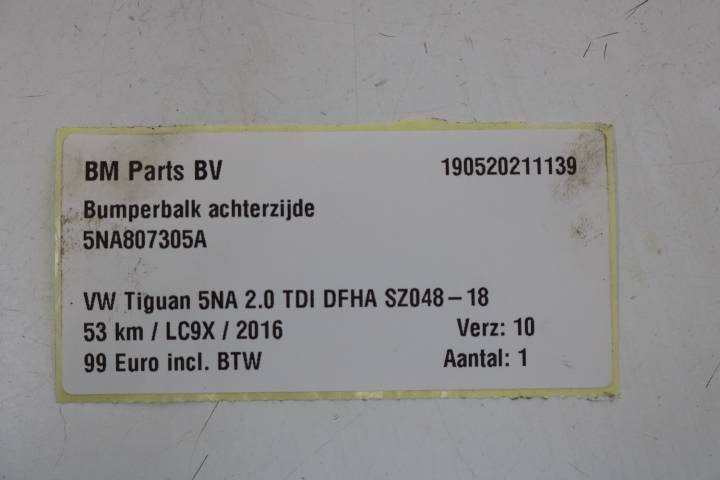 BM Parts BV 190520211139
Bumperbalk achterzijde
5NA807305A
VW Tiguan 5NA 2.0 TDI DFHA SZ048-18
53 km / LC9X / 2016 Verz: 10
99 Euro incl. BTW Aantal: 1